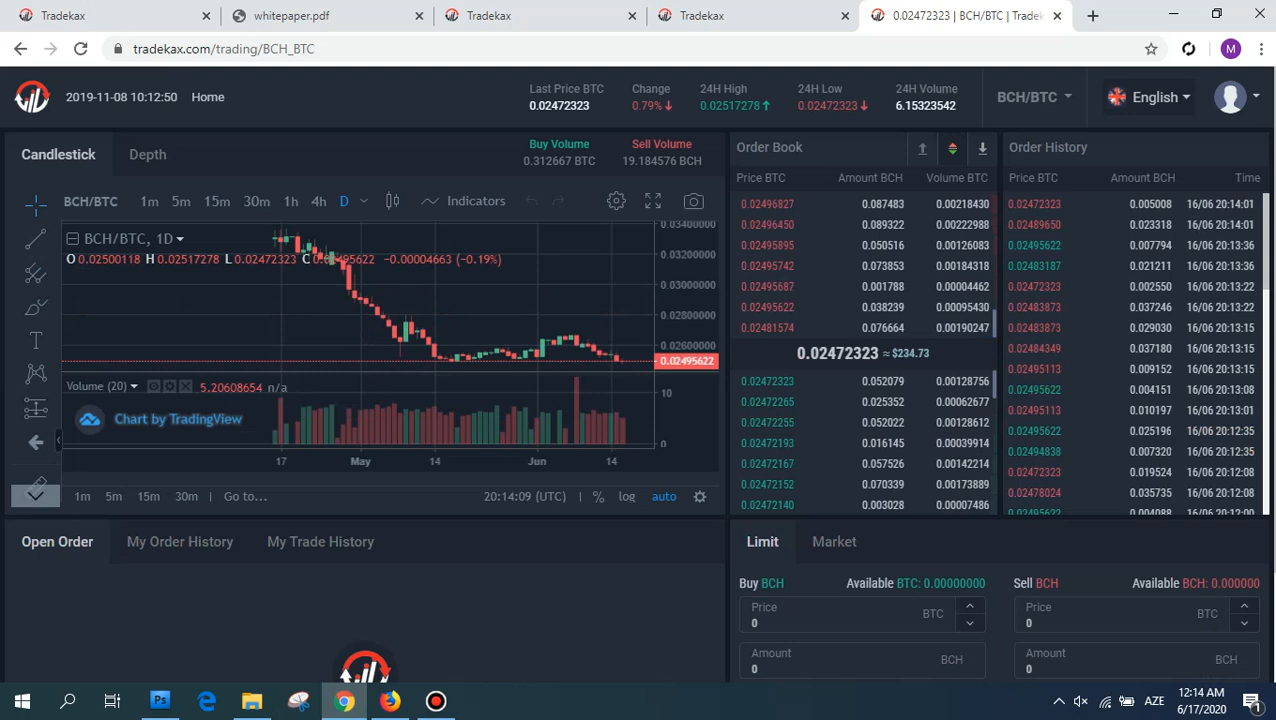 Tradekax
whitepaper.pdf
Tradekax
Tradekax
0.02472323 | BCH/BTC | Tradek
tradekax.com/trading/BCH_BTC
M
2019-11-08 10:12:50 Home
Last Price BTC
0.02472323
Change
0.79%
24H High
0.02517278
24H Low
0.02472323
24H Volume
6.15323542
BCH/BTC
English
Candlestick
Depth
Buy Volume
0.312667 BTC
Sell Volume
19.184576 BCH
BCH/BTC 1m 5m 15m 30m 1h 4h D Indicators
BCH/BTC, 1D
O 0.02500118 H 0.02517278 L 0.02472323 C 0.02495622 −0.00004663 (−0.19%)
0.03400000
0.03200000
0.03000000
0.02800000
0.02600000
0.02495622
Volume (20) 5.20608654 n/a
10
0
Chart by TradingView
17 May 14 Jun 14
1m 5m 15m 30m Go to... 20:14:09 (UTC) % log auto
Order Book
Price BTC Amount BCH Volume BTC
0.02496827 0.087483 0.00218430
0.02496450 0.089322 0.00222988
0.02495895 0.050516 0.00126083
0.02495742 0.073853 0.00184318
0.02495687 0.001788 0.00004462
0.02495622 0.038239 0.00095430
0.02481574 0.076664 0.00190247
0.02472323 ≈ $234.73
0.02472323 0.052079 0.00128756
0.02472265 0.025352 0.00062677
0.02472255 0.052022 0.00128612
0.02472193 0.016145 0.00039914
0.02472167 0.057526 0.00142214
0.02472152 0.070339 0.00173889
0.02472140 0.003028 0.00007486
Order History
Price BTC Amount BCH Time
0.02472323 0.005008 16/06 20:14:01
0.02489650 0.023318 16/06 20:14:01
0.02495622 0.007794 16/06 20:13:36
0.02483187 0.021211 16/06 20:13:36
0.02472323 0.002550 16/06 20:13:22
0.02483873 0.037246 16/06 20:13:22
0.02483873 0.029030 16/06 20:13:15
0.02484349 0.037180 16/06 20:13:15
0.02495113 0.009152 16/06 20:13:15
0.02495622 0.004151 16/06 20:13:08
0.02495113 0.010197 16/06 20:13:01
0.02495622 0.025196 16/06 20:12:35
0.02494838 0.007320 16/06 20:12:35
0.02472323 0.019524 16/06 20:12:08
0.02478024 0.035735 16/06 20:12:08
0.02495622 0.004088 16/06 20:12:00
Open Order
My Order History
My Trade History
Limit
Market
Buy BCH Available BTC: 0.00000000
Price
0
BTC
Amount
0
BCH
Sell BCH Available BCH: 0.000000
Price
0
BTC
Amount
0
BCH
Ps
AZE
12:14 AM
6/17/2020
1